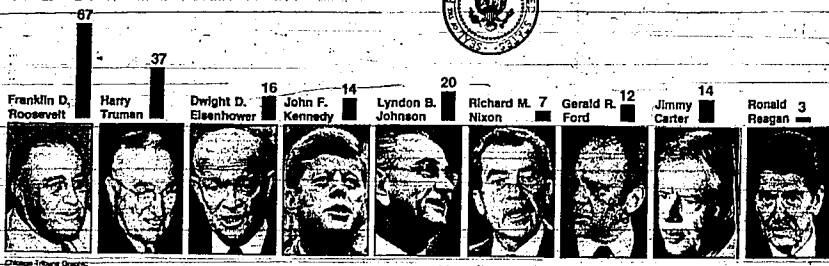 67
37
16
14
20
7
12
14
3
Franklin D.
Roosevelt
Harry
Truman
Dwight D.
Eisenhower
John F.
Kennedy
Lyndon B.
Johnson
Richard M.
Nixon
Gerald R.
Ford
Jimmy
Carter
Ronald
Reagan
Chicago Tribune Graphic